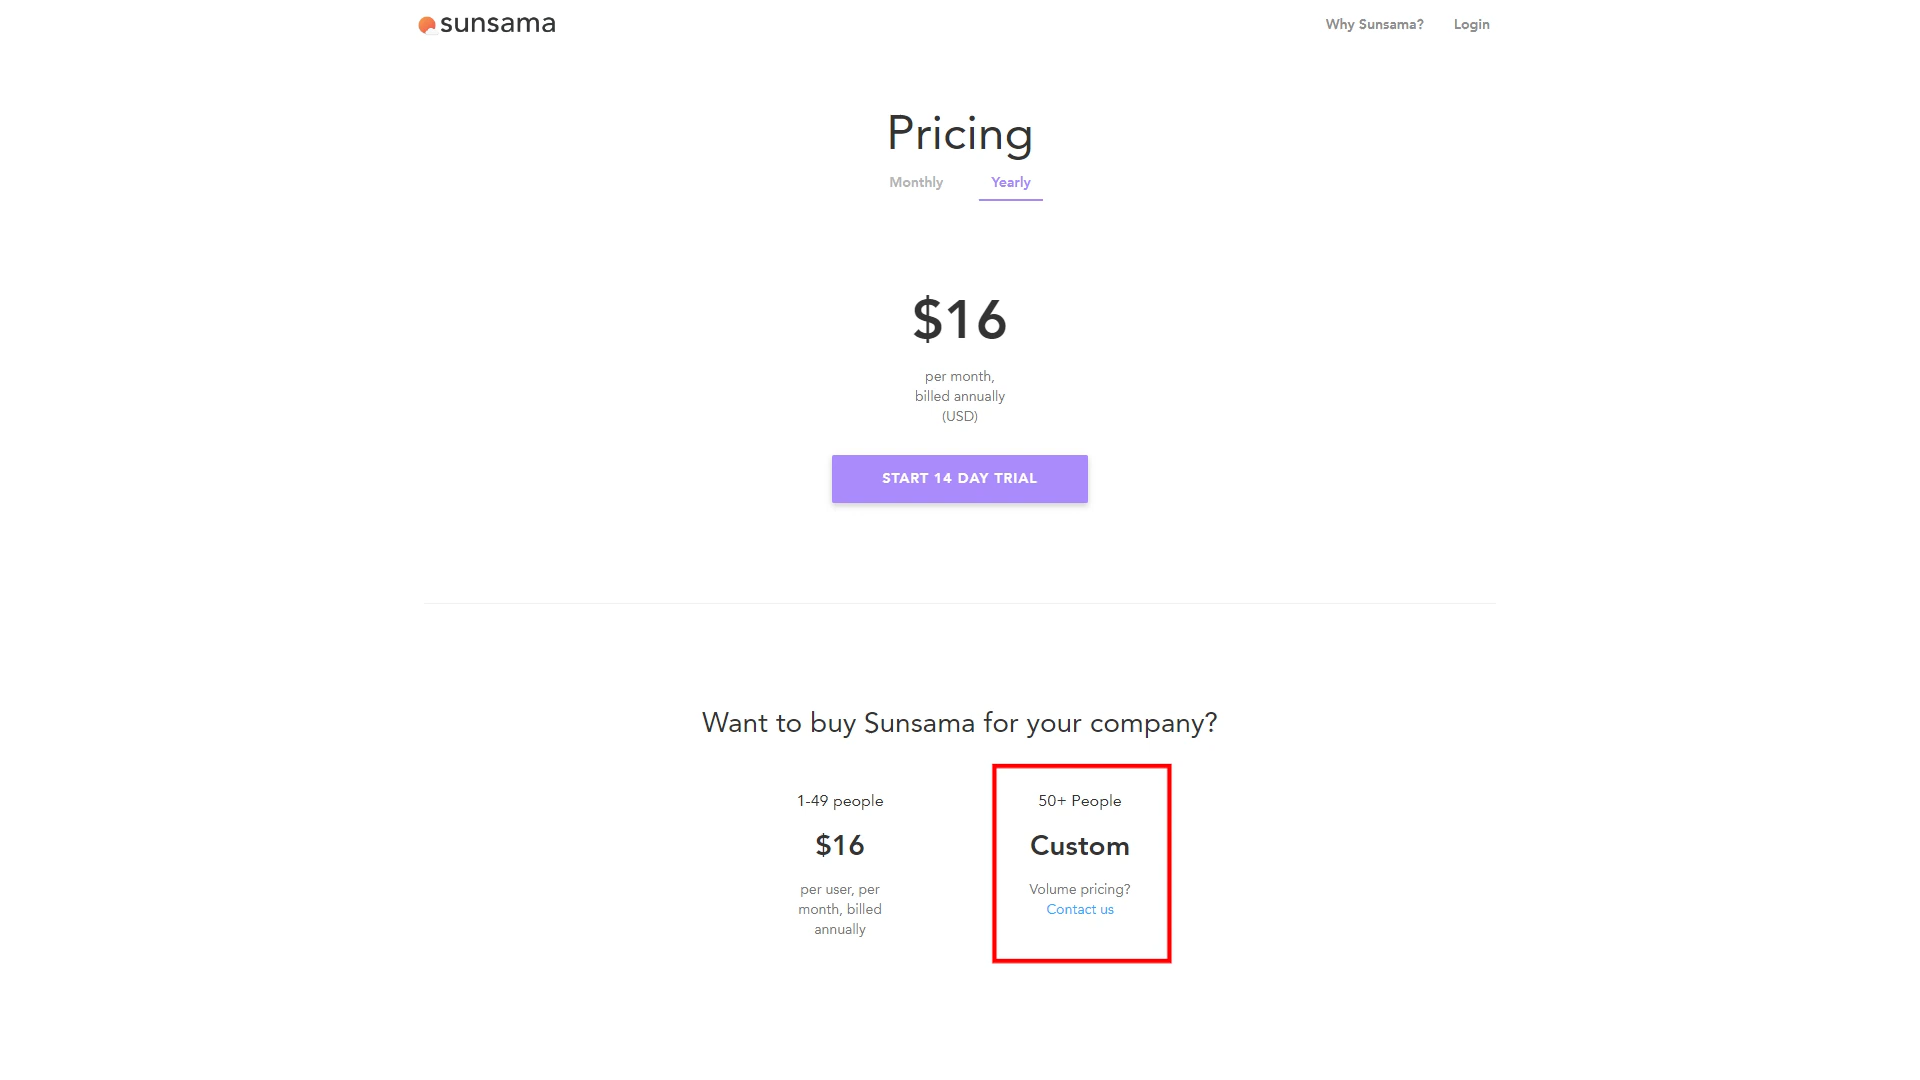 sunsama
Why Sunsama?
Login
Pricing
Monthly
Yearly
$16
per month,
billed annually
(USD)
START 14 DAY TRIAL
Want to buy Sunsama for your company?
1-49 people
$16
per user, per
month, billed
annually
50+ People
Custom
Volume pricing?
Contact us